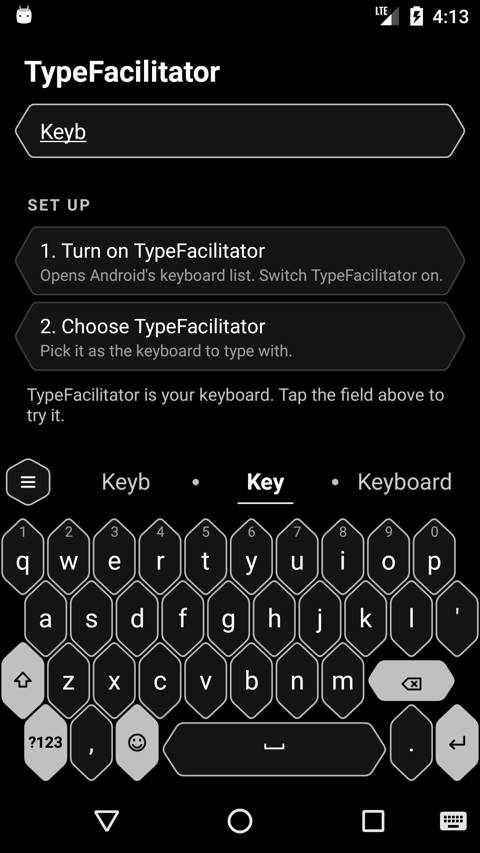 LTE 4:13
TypeFacilitator
Keyb
SET UP
1. Turn on TypeFacilitator
Opens Android's keyboard list. Switch TypeFacilitator on.
2. Choose TypeFacilitator
Pick it as the keyboard to type with.
TypeFacilitator is your keyboard. Tap the field above to
try it.
Keyb • Key • Keyboard
1 2 3 4 5 6 7 8 9 0
q w e r t y u i o p
a s d f g h j k l '
z x c v b n m
?123 , .